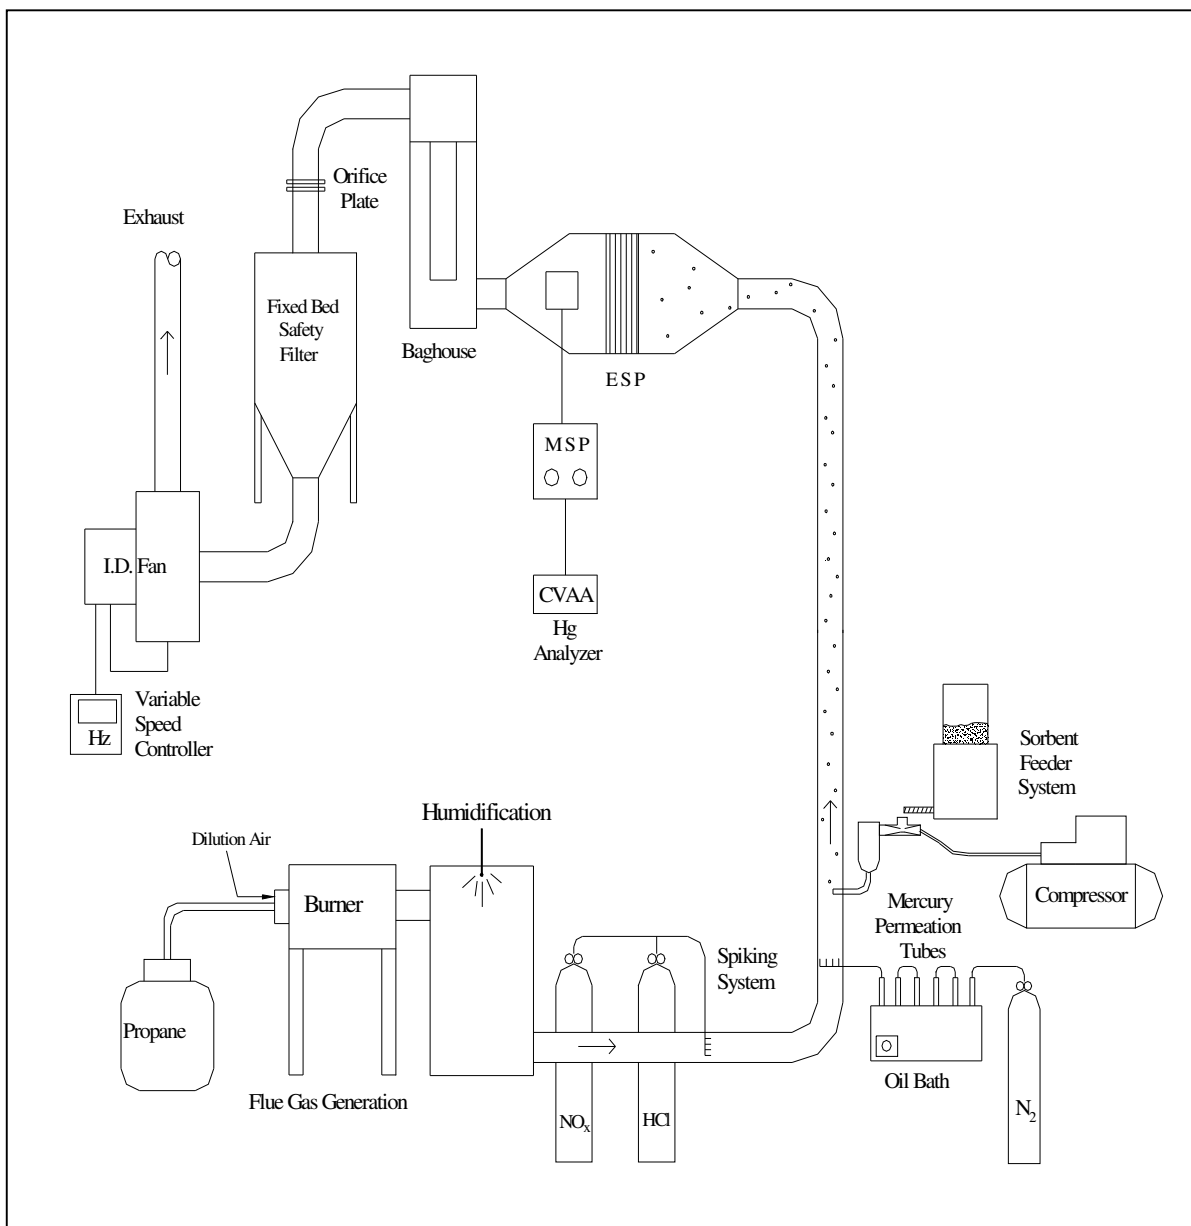 Orifice
Plate
Exhaust
Fixed Bed
Safety
Filter
Baghouse
ESP
MSP
I.D. Fan
CVAA
Hg
Analyzer
Variable
Speed
Controller
Hz
Sorbent
Feeder
System
Humidification
Dilution Air
Burner
Compressor
Mercury
Permeation
Tubes
Spiking
System
Propane
Oil Bath
Flue Gas Generation
NOx
HCl
N2